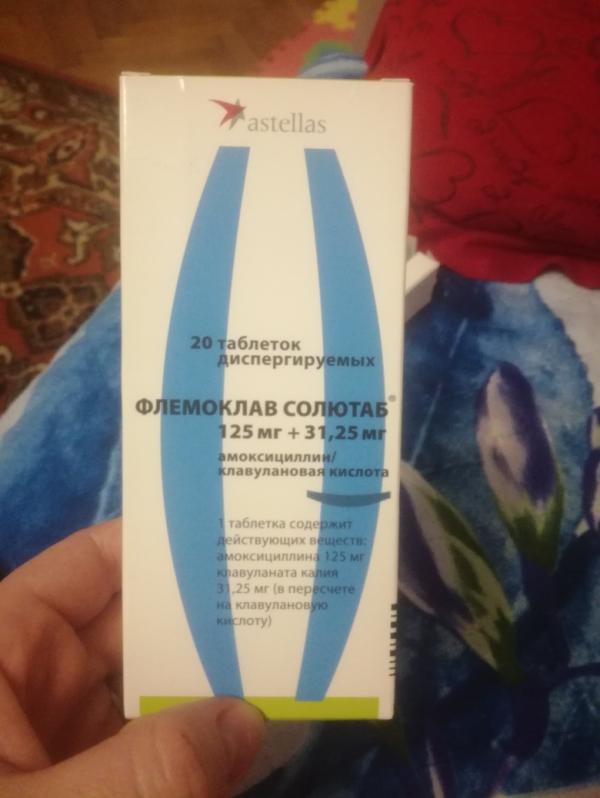 astellas
20 таблеток
диспергируемых
ФЛЕМОКЛАВ СОЛЮТАБ®
125 мг + 31,25 мг
амоксициллин/
клавулановая кислота
1 таблетка содержит
действующих веществ:
амоксициллина 125 мг
клавуланата калия
31,25 мг (в пересчете
на клавулановую
кислоту)